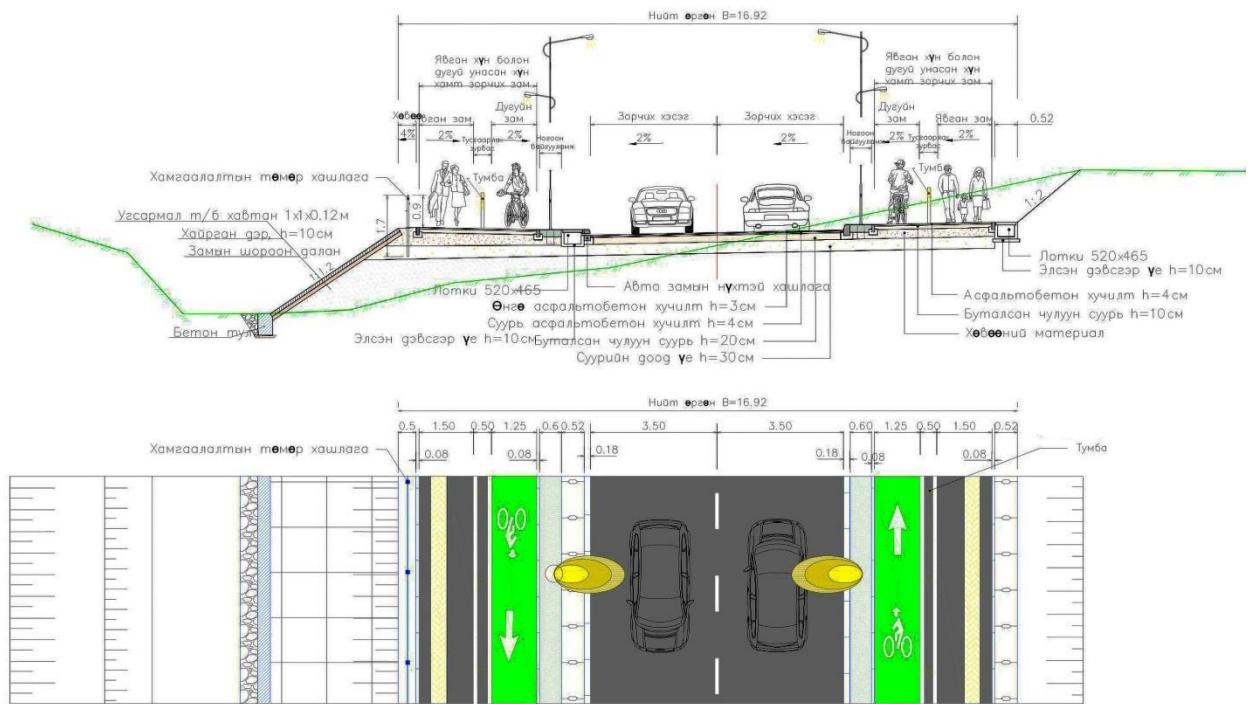 Нийт өргөн B=16.92
Явган хүн болон
дугуй унасан хүн
хамт зорчих зам
Явган хүн болон
дугуй унасан хүн
хамт зорчих зам
Хөвөө
Явган зам
Дугуйн
зам
Зорчих хэсэг
Зорчих хэсэг
Дугуйн
зам
Явган зам
0.52
4%
2%
Тусгаарлах
зурвас
2%
Ногоон
байгууламж
2%
2%
Ногоон
байгууламж
2%
Тусгаарлах
зурвас
2%
Тумба
Тумба
Хамгаалалтын төмөр хашлага
Угсармал т/б хавтан 1x1x0.12м
Хайрган дэр, h=10см
Замын шороон далан
1.7
0.9
1:1.2
1:2
Бетон тулц
Лотки 520x465
Элсэн дэвсгэр үе h=10см
Авто замын нүхтэй хашлага
Өнгө асфальтобетон хучилт h=3см
Суурь асфальтобетон хучилт h=4см
Буталсан чулуун суурь h=20см
Суурийн доод үе h=30см
Лотки 520x465
Элсэн дэвсгэр үе h=10см
Асфальтобетон хучилт h=4см
Буталсан чулуун суурь h=10см
Хөвөөний материал
Нийт өргөн B=16.92
0.5 1.50 0.50 1.25 0.6 0.52 3.50 3.50 0.60 1.25 0.50 1.50 0.52
0.08 0.08 0.18 0.18 0.08 0.08
Хамгаалалтын төмөр хашлага
Тумба